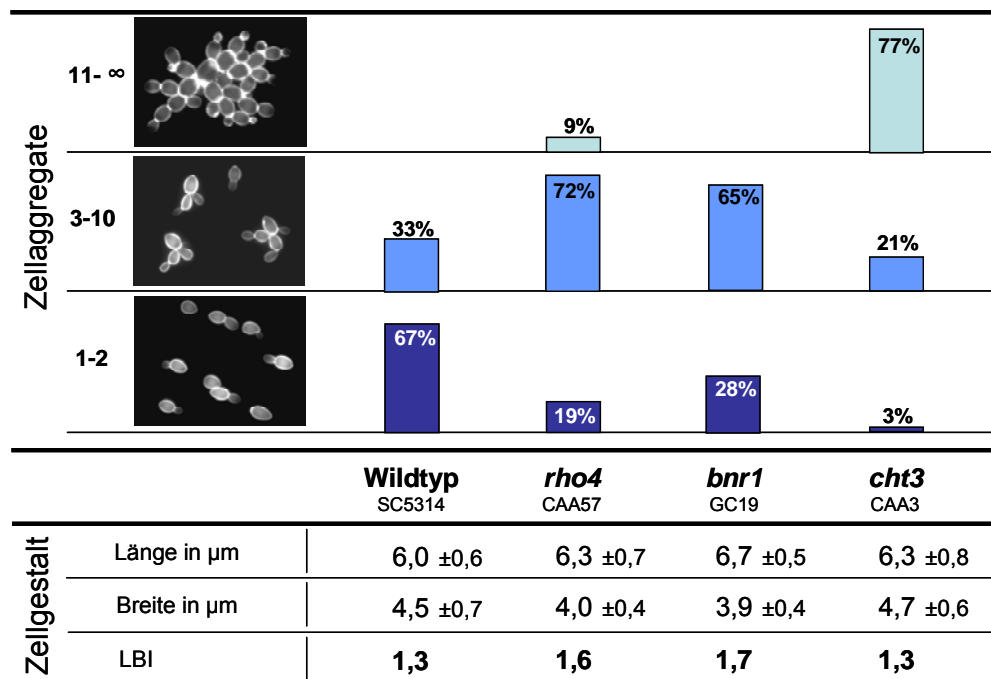 Zellaggregate
11- ∞
9%
77%
3-10
33%
72%
65%
21%
1-2
67%
19%
28%
3%
Wildtyp rho4 bnr1 cht3
SC5314 CAA57 GC19 CAA3
Zellgestalt
Länge in µm 6,0 ±0,6 6,3 ±0,7 6,7 ±0,5 6,3 ±0,8
Breite in µm 4,5 ±0,7 4,0 ±0,4 3,9 ±0,4 4,7 ±0,6
LBI 1,3 1,6 1,7 1,3